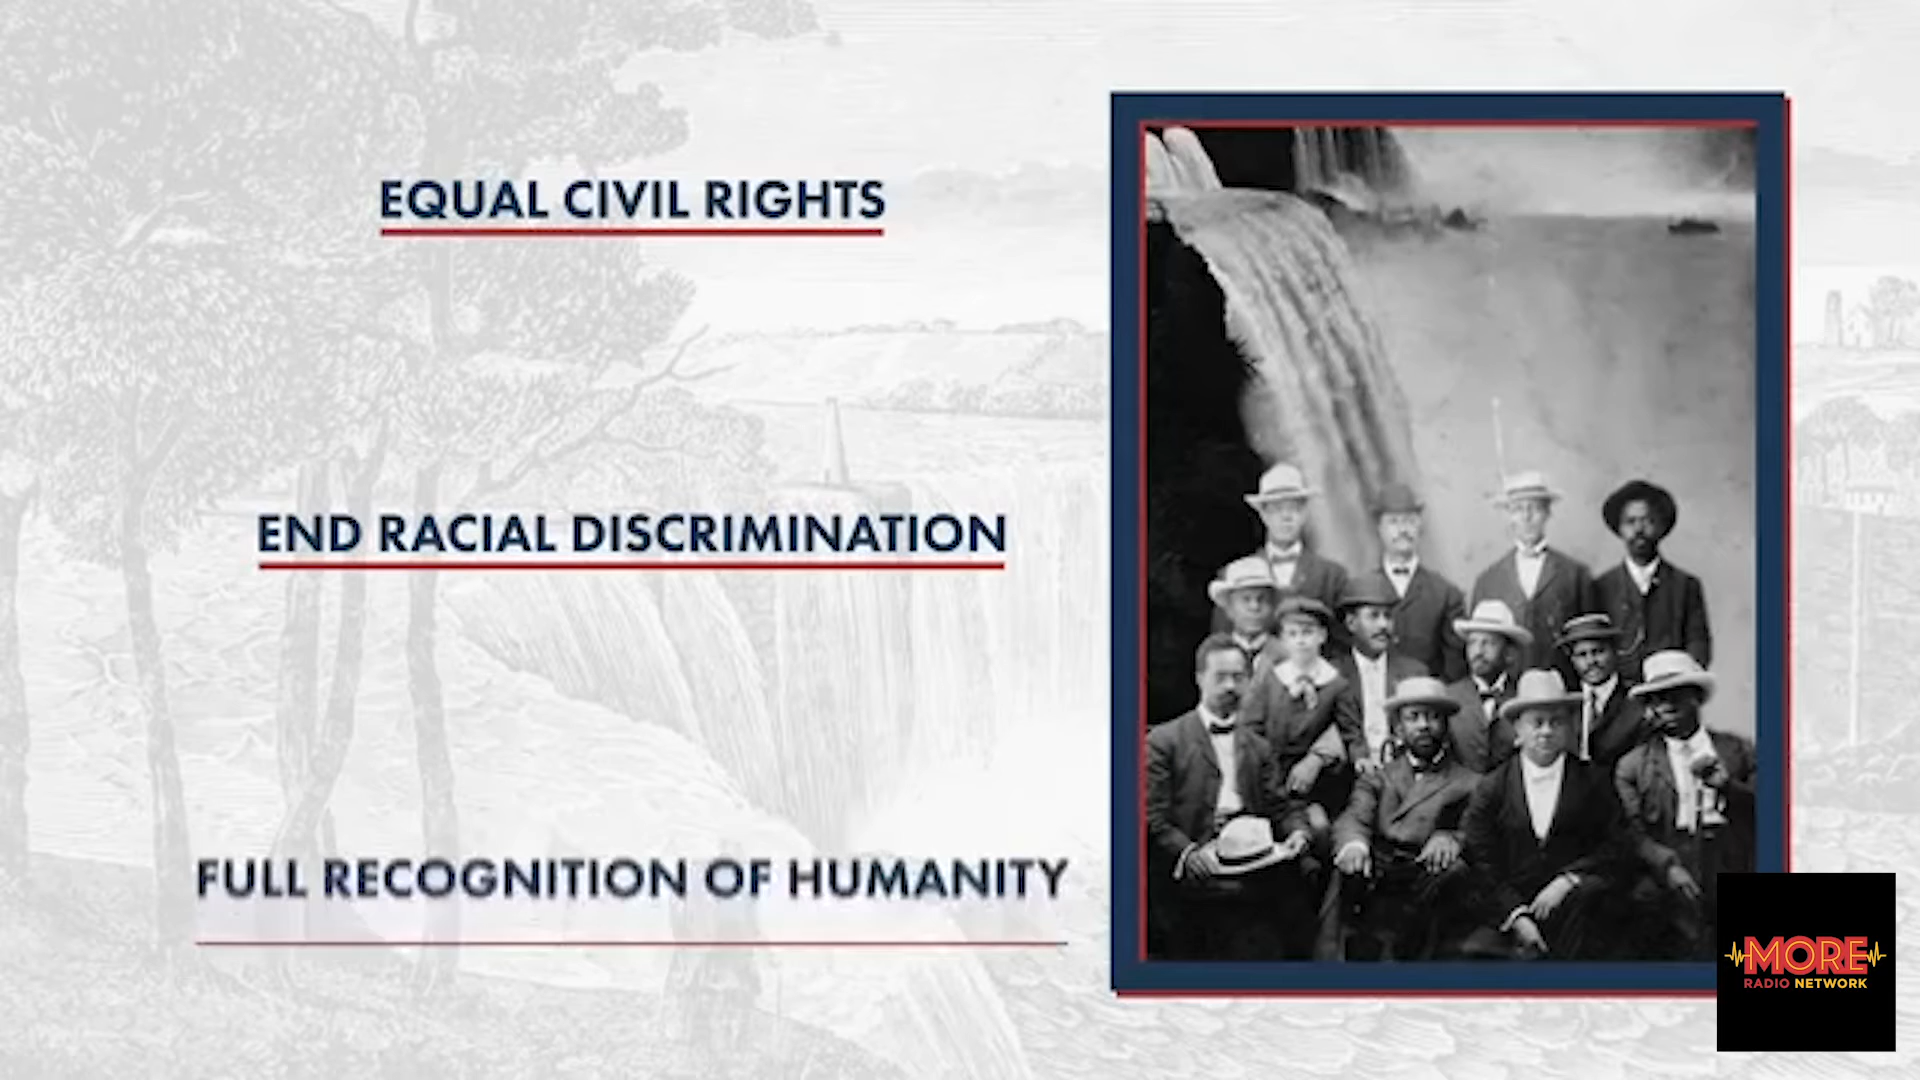 EQUAL CIVIL RIGHTS
END RACIAL DISCRIMINATION
FULL RECOGNITION OF HUMANITY
MORE
RADIO NETWORK